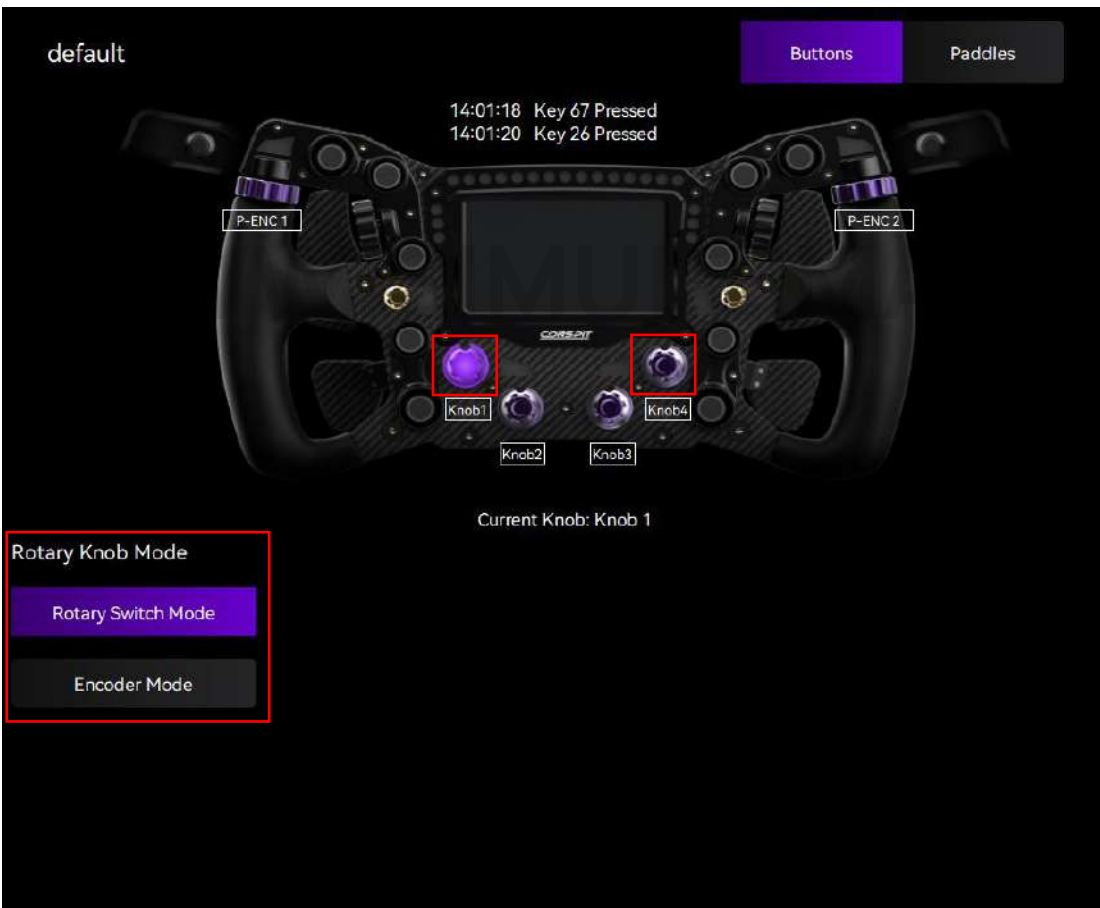 default
Buttons
Paddles
14:01:18 Key 67 Pressed
14:01:20 Key 26 Pressed
P-ENC 1
P-ENC 2
CORSPIT
Knob1
Knob4
Knob2
Knob3
Current Knob: Knob 1
Rotary Knob Mode
Rotary Switch Mode
Encoder Mode